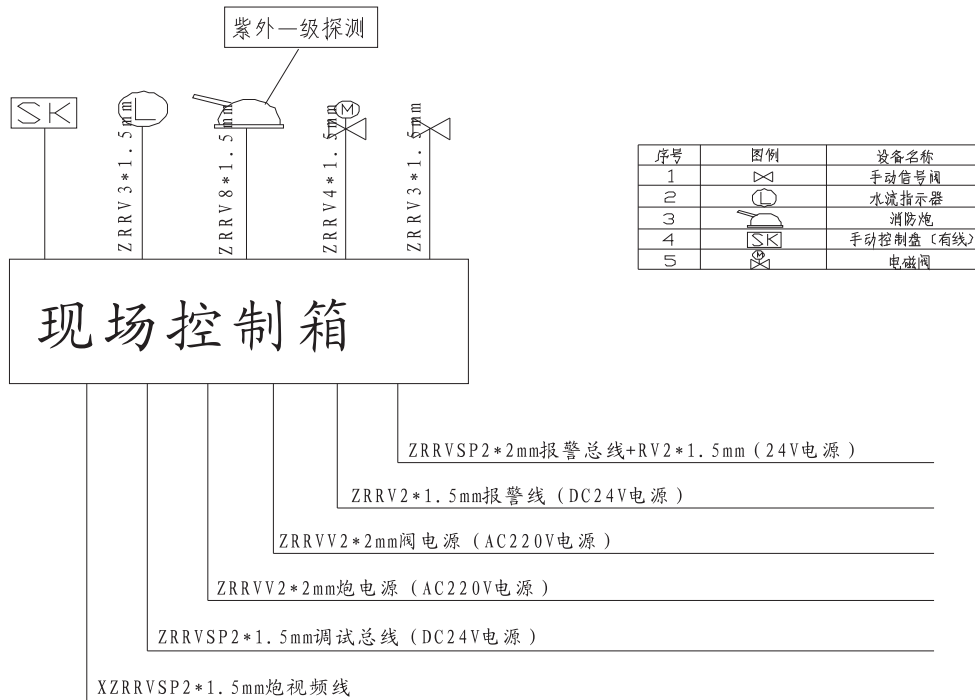 紫外一级探测
SK
L
M
ZRRV3*1.5mm
ZRRV8*1.5mm
ZRRV4*1.5mm
ZRRV3*1.5mm
序号 图例 设备名称
1 手动信号阀
2 L 水流指示器
3 消防炮
4 SK 手动控制盘（有线）
5 M 电磁阀
现场控制箱
ZRRVSP2*2mm报警总线+RV2*1.5mm（24V电源）
ZRRV2*1.5mm报警线（DC24V电源）
ZRRVV2*2mm阀电源（AC220V电源）
ZRRVV2*2mm炮电源（AC220V电源）
ZRRVSP2*1.5mm调试总线（DC24V电源）
XZRRVSP2*1.5mm炮视频线